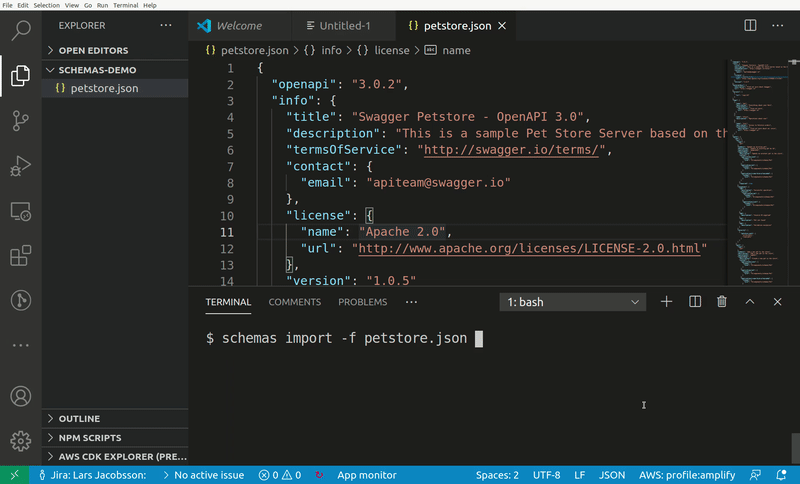 File Edit Selection View Go Run Terminal Help
EXPLORER ···
OPEN EDITORS
SCHEMAS-DEMO
{} petstore.json
OUTLINE
NPM SCRIPTS
AWS CDK EXPLORER (PRE...
Welcome
Untitled-1
{} petstore.json
{} petstore.json > {} info > {} license > abc name
1 {
2 "openapi": "3.0.2",
3 "info": {
4 "title": "Swagger Petstore - OpenAPI 3.0",
5 "description": "This is a sample Pet Store Server based on th
6 "termsOfService": "http://swagger.io/terms/",
7 "contact": {
8 "email": "apiteam@swagger.io"
9 },
10 "license": {
11 "name": "Apache 2.0",
12 "url": "http://www.apache.org/licenses/LICENSE-2.0.html"
13 },
14 "version": "1.0.5"
TERMINAL COMMENTS PROBLEMS ··· 1: bash
$ schemas import -f petstore.json
Jira: Lars Jacobsson: No active issue 0 0 App monitor Spaces: 2 UTF-8 LF JSON AWS: profile:amplify